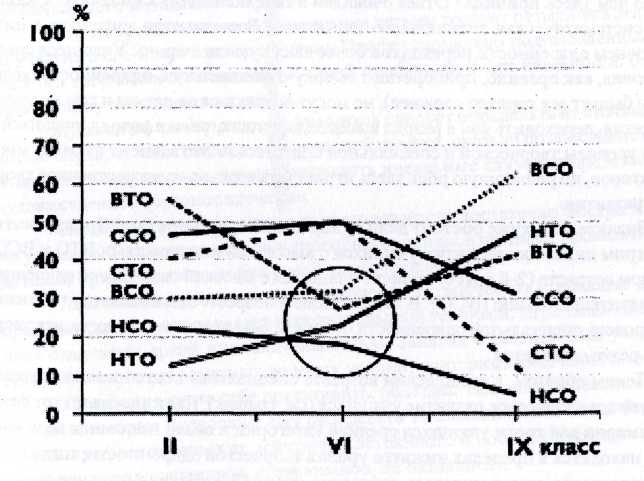 %
100
90
80
70
60
50
40
30
20
10
0
ВТО
ССО
СТО
ВСО
НСО
НТО
ВСО
НТО
ВТО
ССО
СТО
НСО
II
VI
IX класс